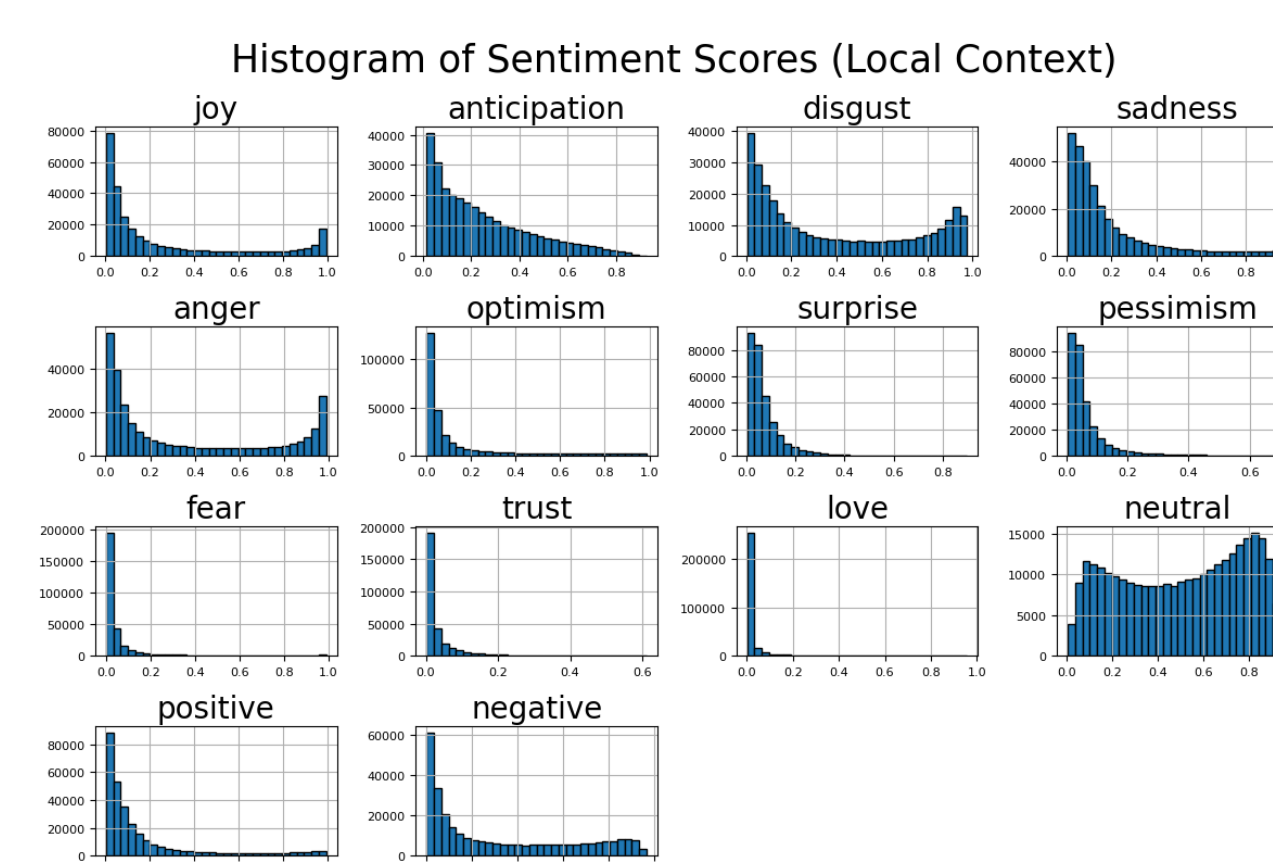 Histogram of Sentiment Scores (Local Context)
joy anticipation disgust sadness
80000 60000 40000 20000 0
0.0 0.2 0.4 0.6 0.8 1.0
40000 30000 20000 10000 0
0.0 0.2 0.4 0.6 0.8
40000 30000 20000 10000 0
0.0 0.2 0.4 0.6 0.8 1.0
40000 20000 0
0.0 0.2 0.4 0.6 0.8
anger optimism surprise pessimism
40000 20000 0
0.0 0.2 0.4 0.6 0.8 1.0
100000 50000 0
0.0 0.2 0.4 0.6 0.8 1.0
80000 60000 40000 20000 0
0.0 0.2 0.4 0.6 0.8
80000 60000 40000 20000 0
0.0 0.2 0.4 0.6
fear trust love neutral
200000 150000 100000 50000 0
0.0 0.2 0.4 0.6 0.8 1.0
200000 150000 100000 50000 0
0.0 0.2 0.4 0.6
200000 100000 0
0.0 0.2 0.4 0.6 0.8 1.0
15000 10000 5000 0
0.0 0.2 0.4 0.6 0.8
positive negative
80000 60000 40000 20000 0
60000 40000 20000 0